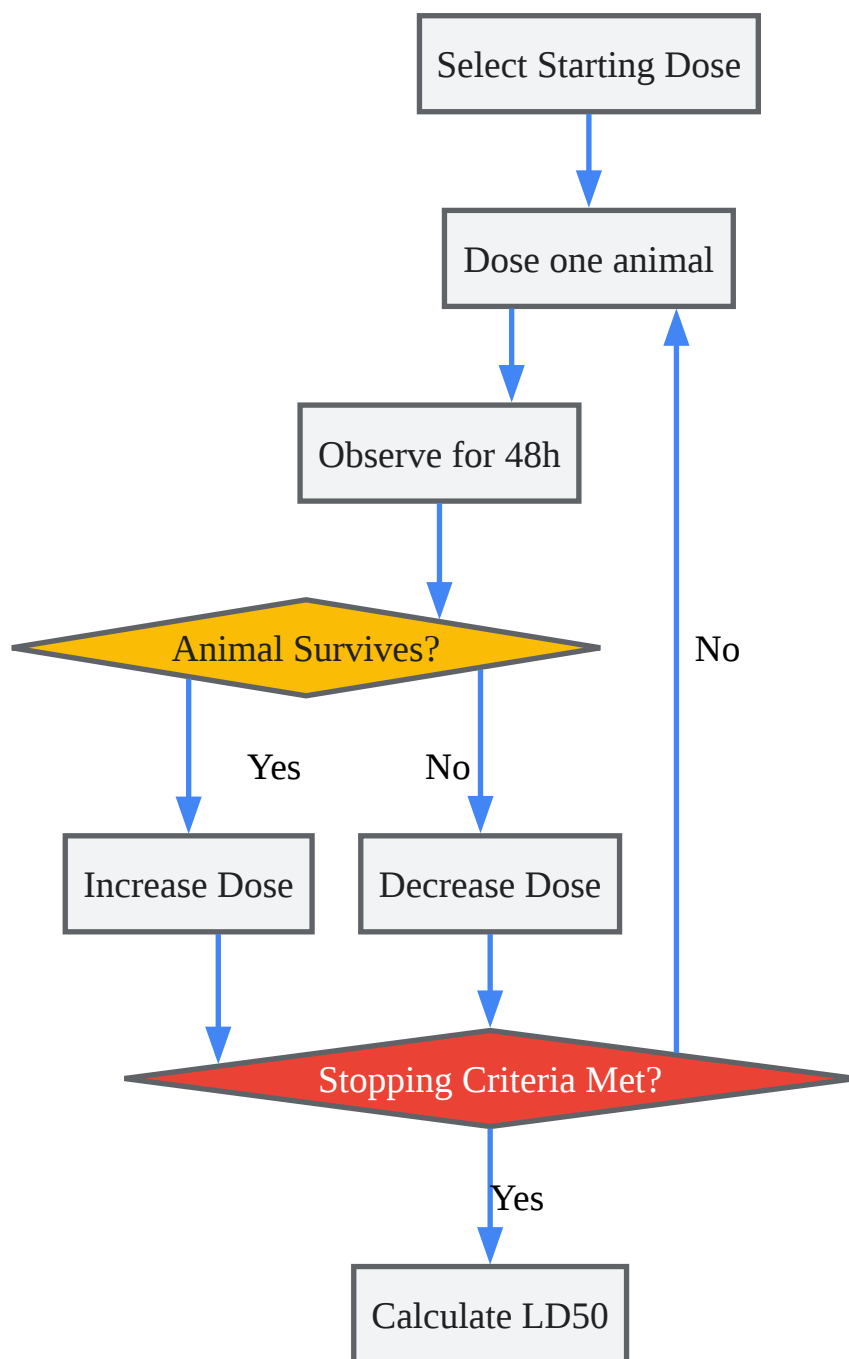 Select Starting Dose
Dose one animal
Observe for 48h
Animal Survives?
No
Yes
No
Increase Dose
Decrease Dose
Stopping Criteria Met?
Yes
Calculate LD50